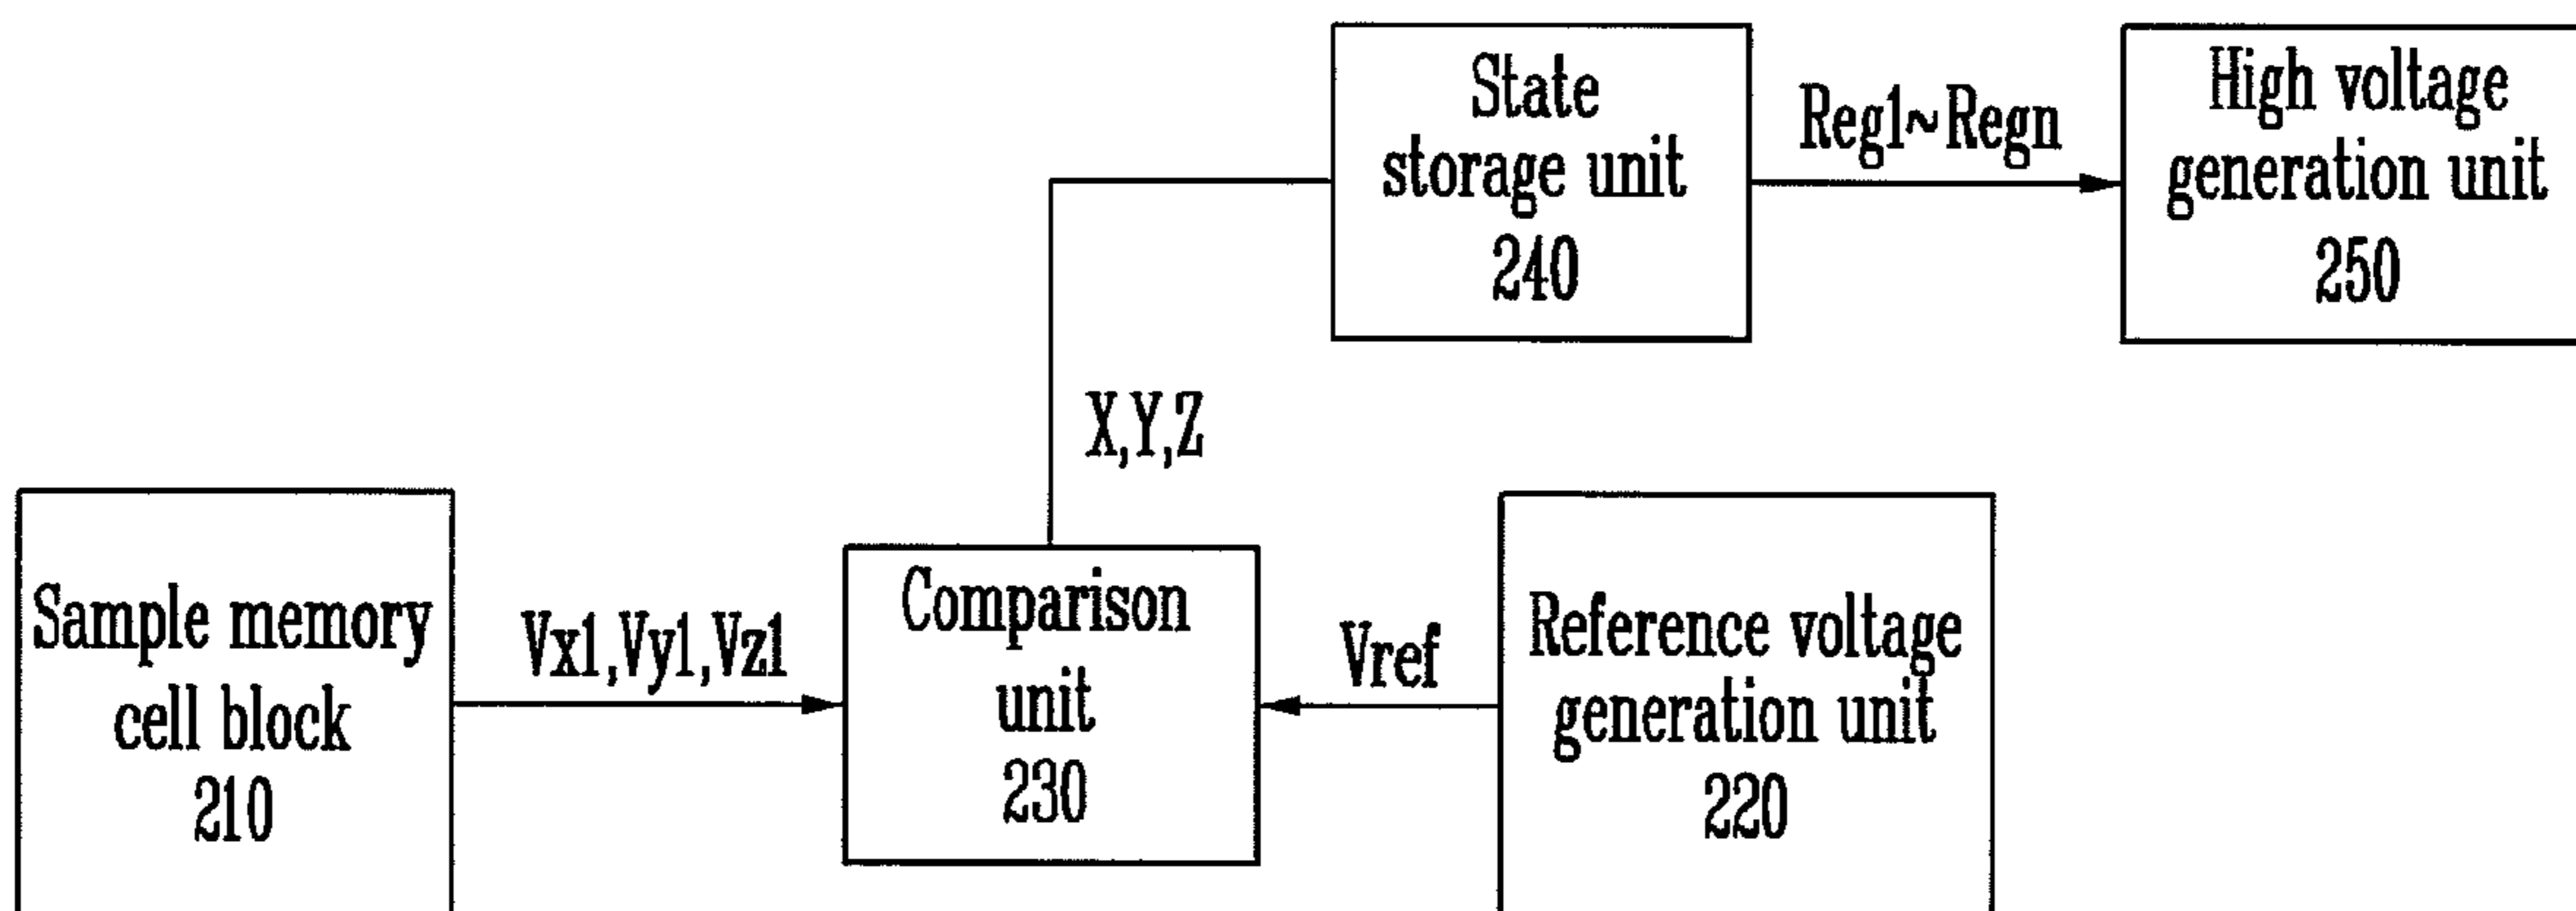 State
storage unit
240
Reg1~Regn
High voltage
generation unit
250
X,Y,Z
Sample memory
cell block
210
Vx1,Vy1,Vz1
Comparison
unit
230
Vref
Reference voltage
generation unit
220